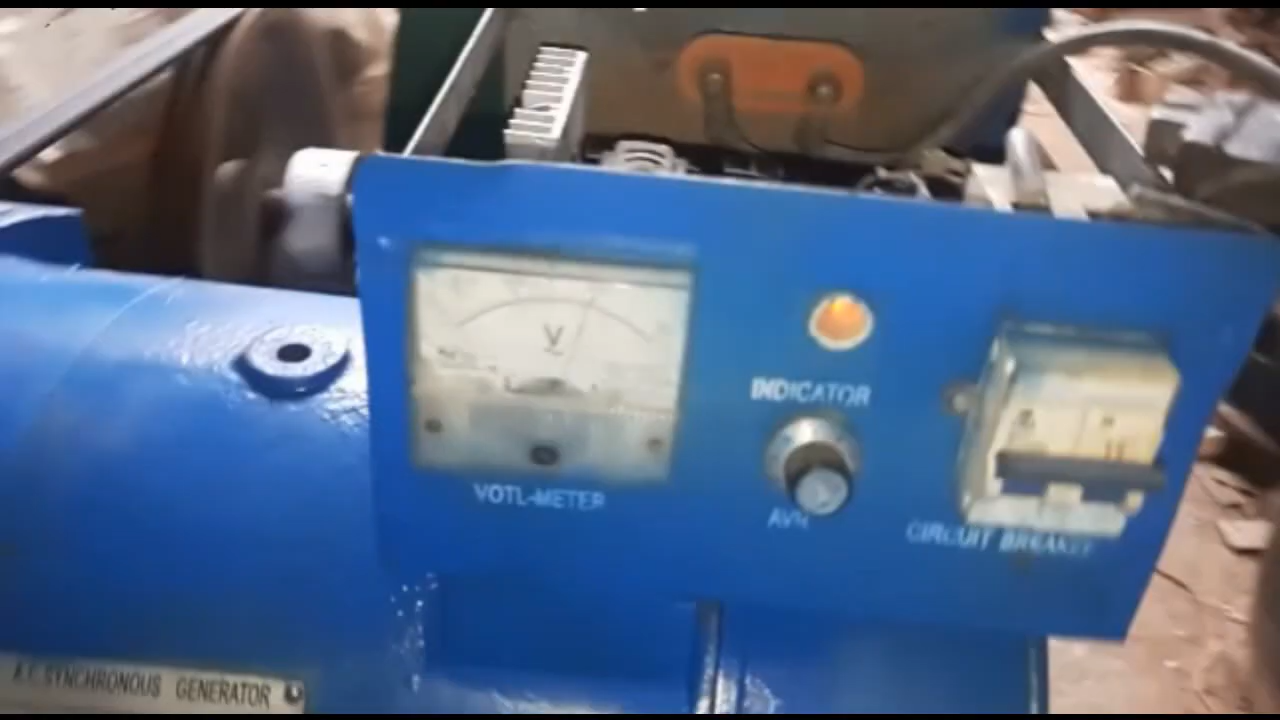 V
INDICATOR
VOTL-METER
AVR
CIRCUIT BREAKER
A.C SYNCHRONOUS GENERATOR